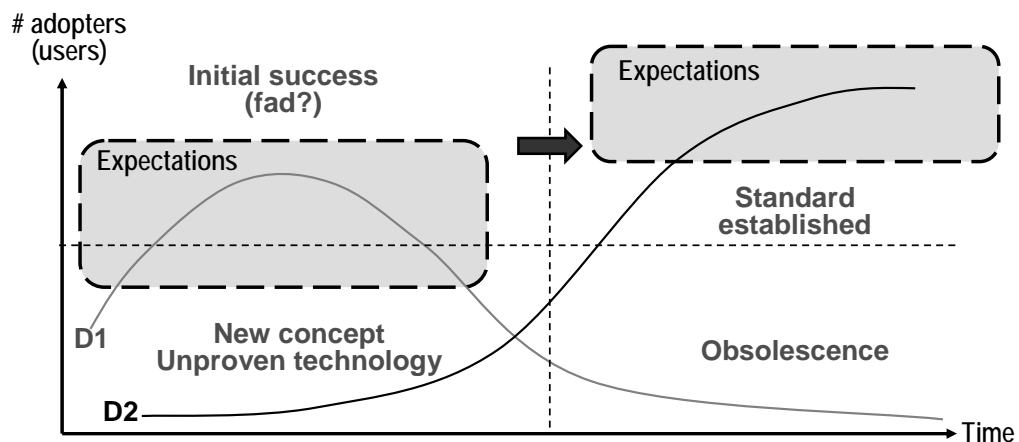 # adopters
(users)
Initial success
(fad?)
Expectations
Expectations
Standard
established
D1
New concept
Unproven technology
Obsolescence
D2
Time